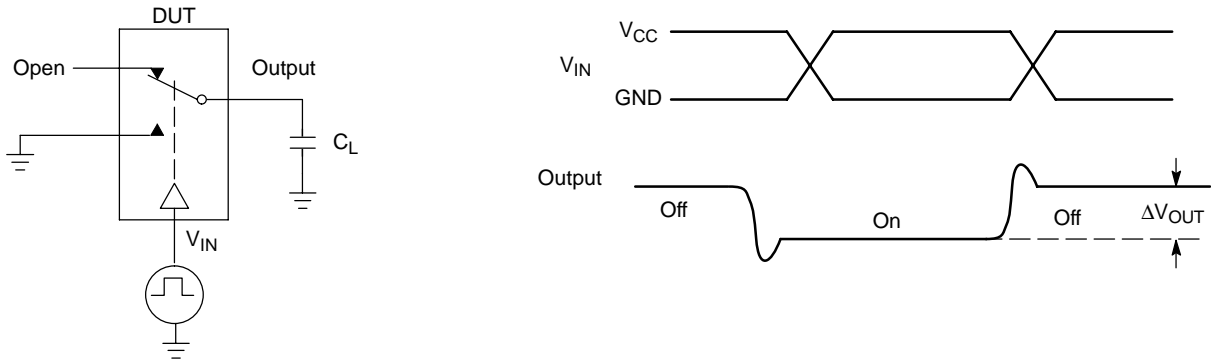 DUT
Open
Output
C_L
V_IN
V_CC
V_IN
GND
Output
Off
On
Off
ΔV_OUT